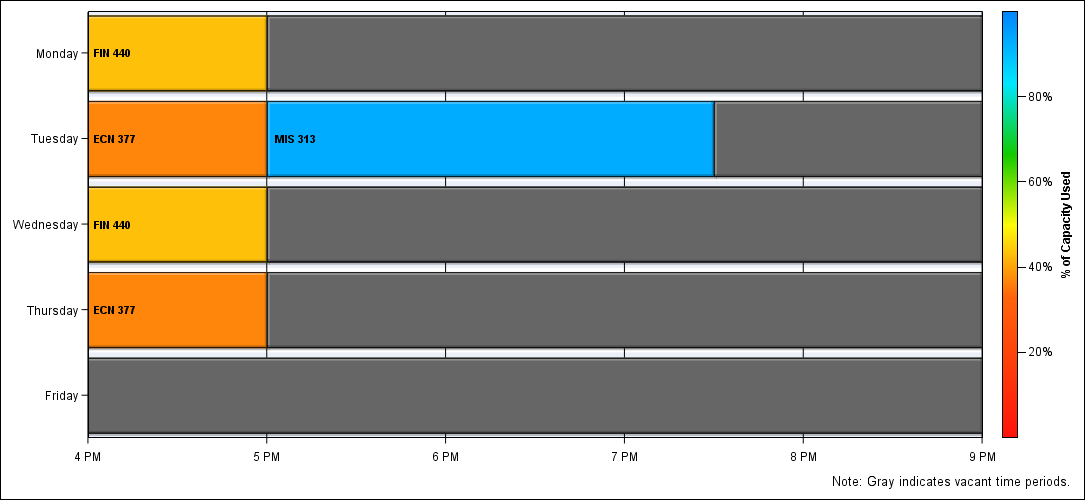 Monday
FIN 440
Tuesday
ECN 377
MIS 313
Wednesday
FIN 440
Thursday
ECN 377
Friday
4 PM
5 PM
6 PM
7 PM
8 PM
9 PM
80%
60%
40%
20%
% of Capacity Used
Note: Gray indicates vacant time periods.